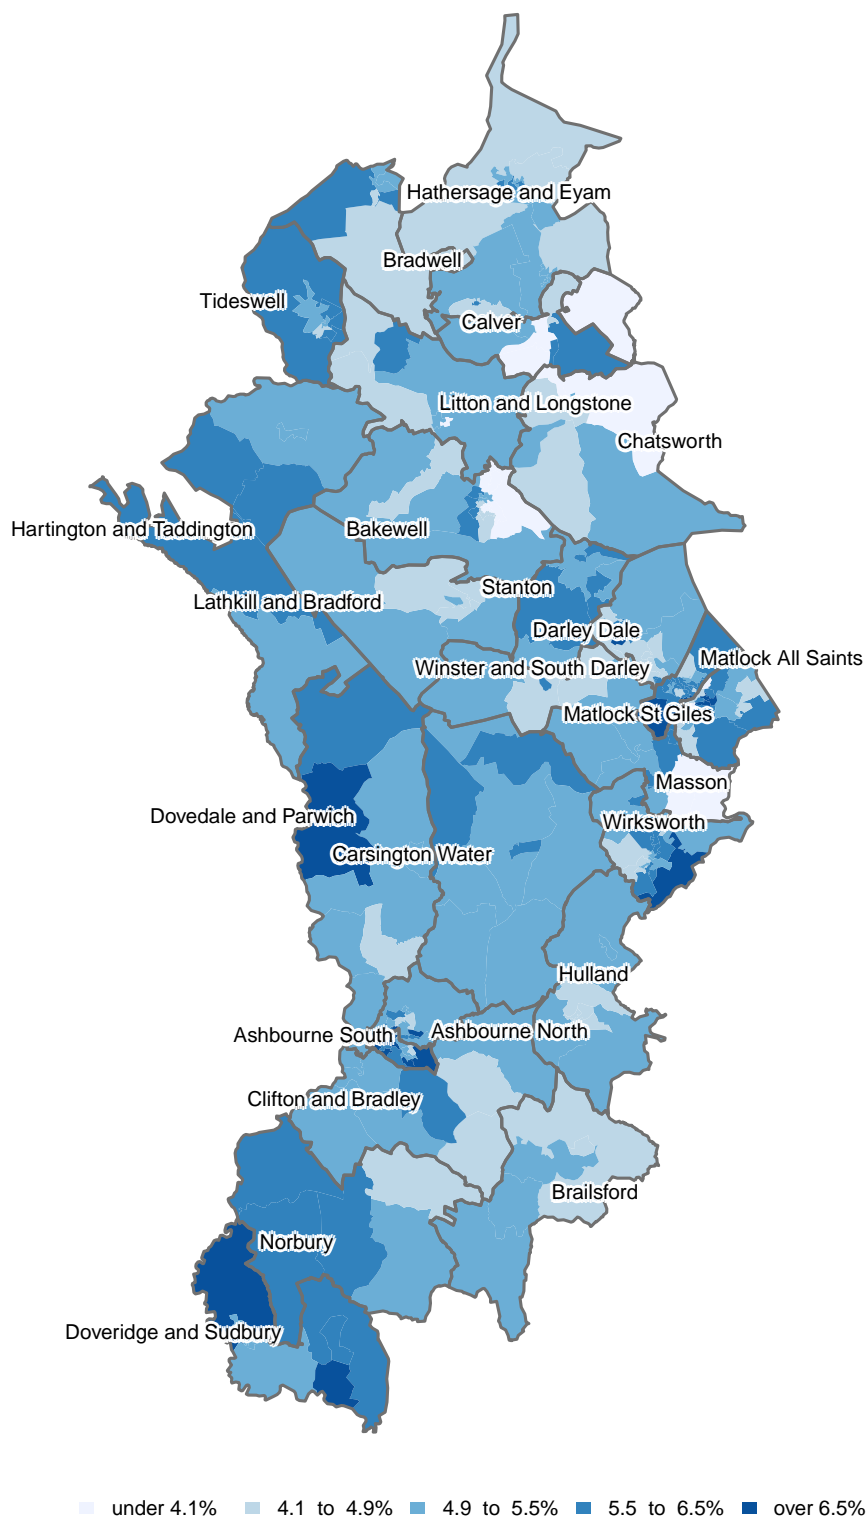 Hathersage and Eyam
Bradwell
Tideswell
Calver
Litton and Longstone
Chatsworth
Hartington and Taddington
Bakewell
Stanton
Lathkill and Bradford
Darley Dale
Matlock All Saints
Winster and South Darley
Matlock St Giles
Masson
Dovedale and Parwich
Wirksworth
Carsington Water
Hulland
Ashbourne South
Ashbourne North
Clifton and Bradley
Brailsford
Norbury
Doveridge and Sudbury
under 4.1% 4.1 to 4.9% 4.9 to 5.5% 5.5 to 6.5% over 6.5%